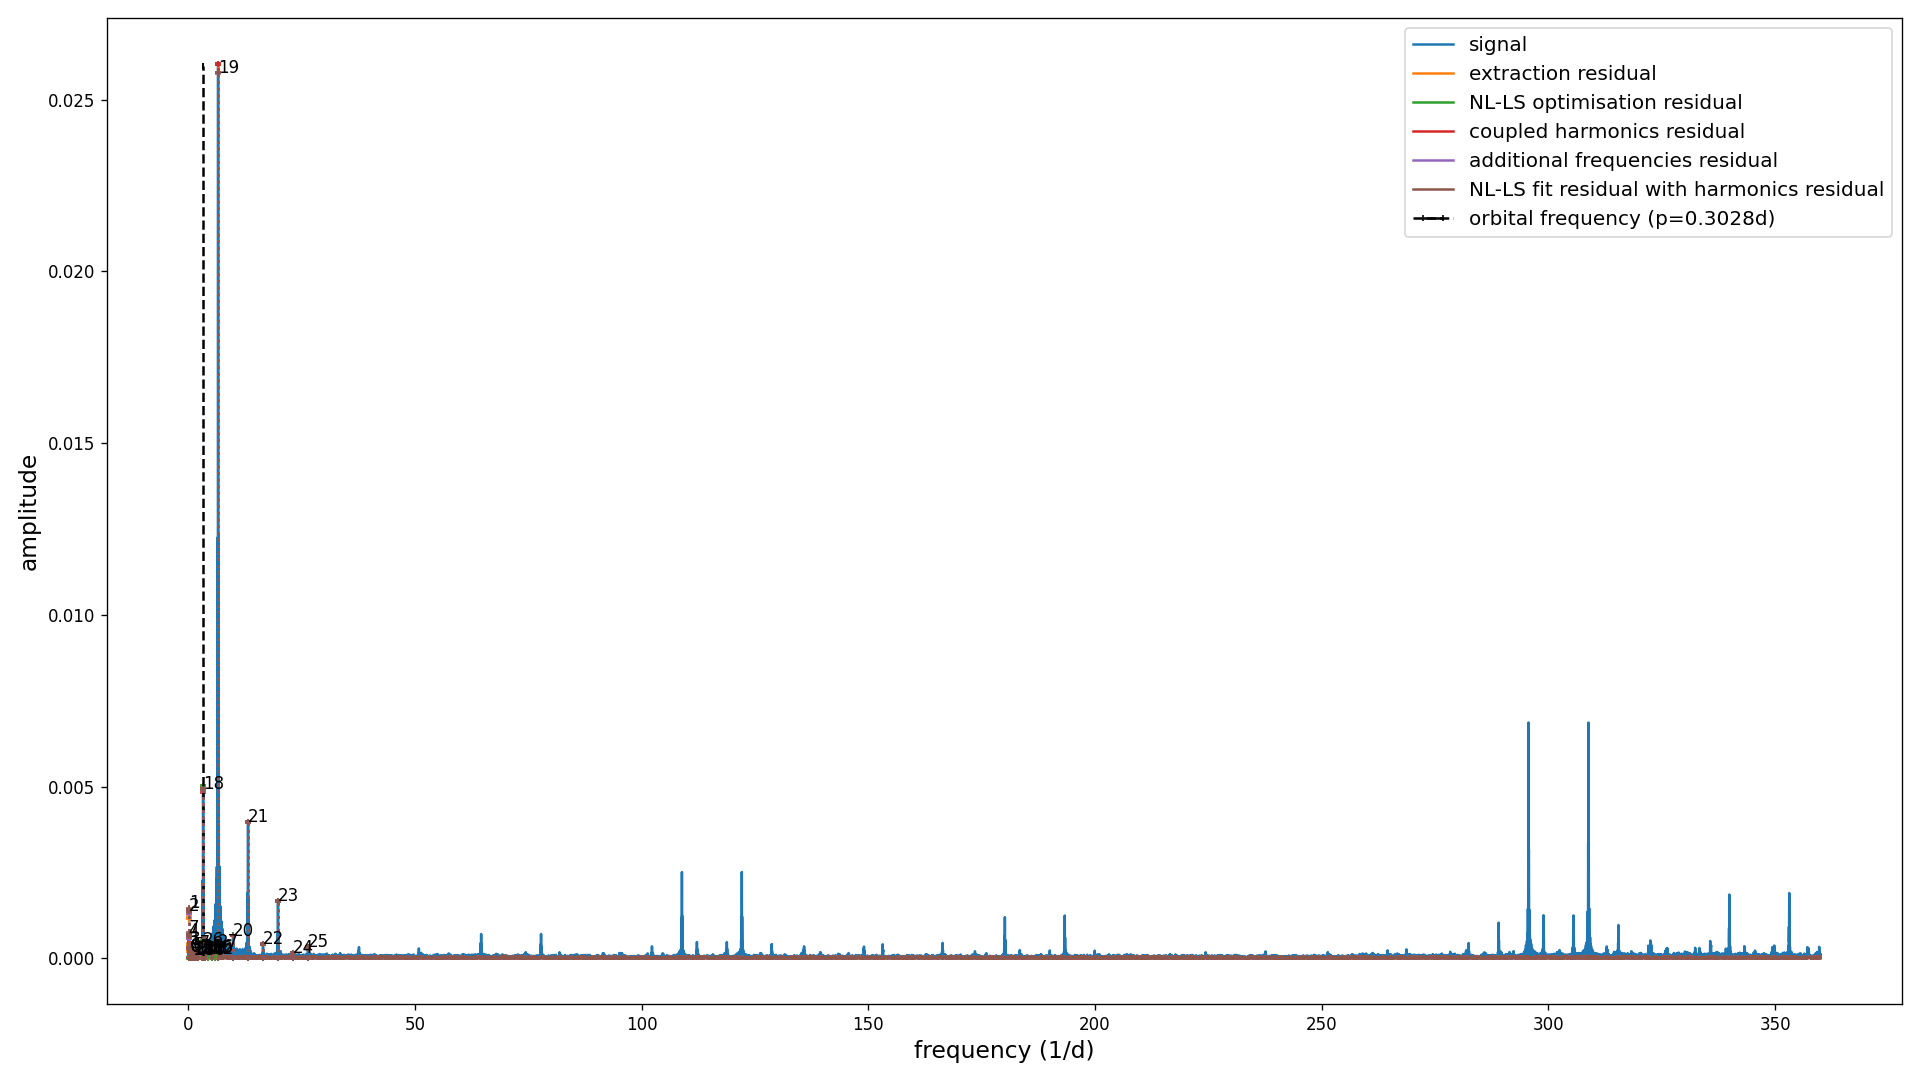 signal
extraction residual
NL-LS optimisation residual
coupled harmonics residual
additional frequencies residual
NL-LS fit residual with harmonics residual
orbital frequency (p=0.3028d)
amplitude
0.025
0.020
0.015
0.010
0.005
0.000
19
18
21
1
2
23
20
22
24
25
0 50 100 150 200 250 300 350
frequency (1/d)